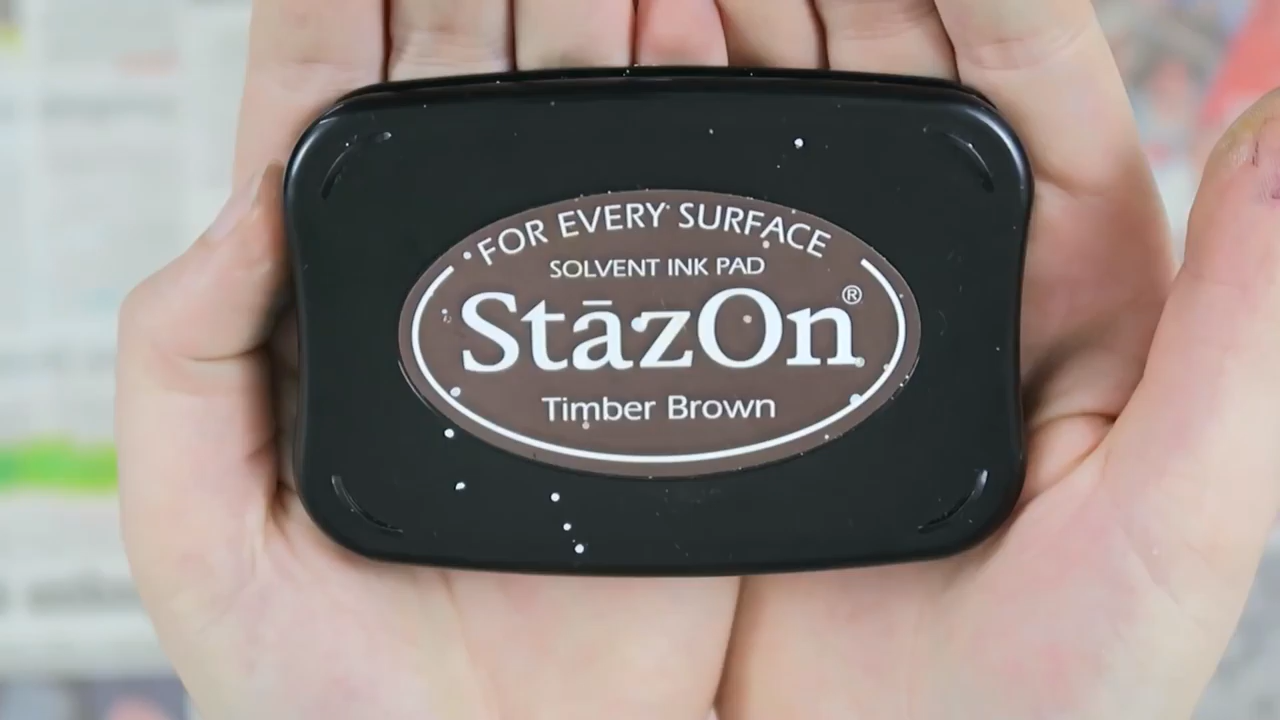 FOR EVERY SURFACE
SOLVENT INK PAD
StāzOn®
Timber Brown